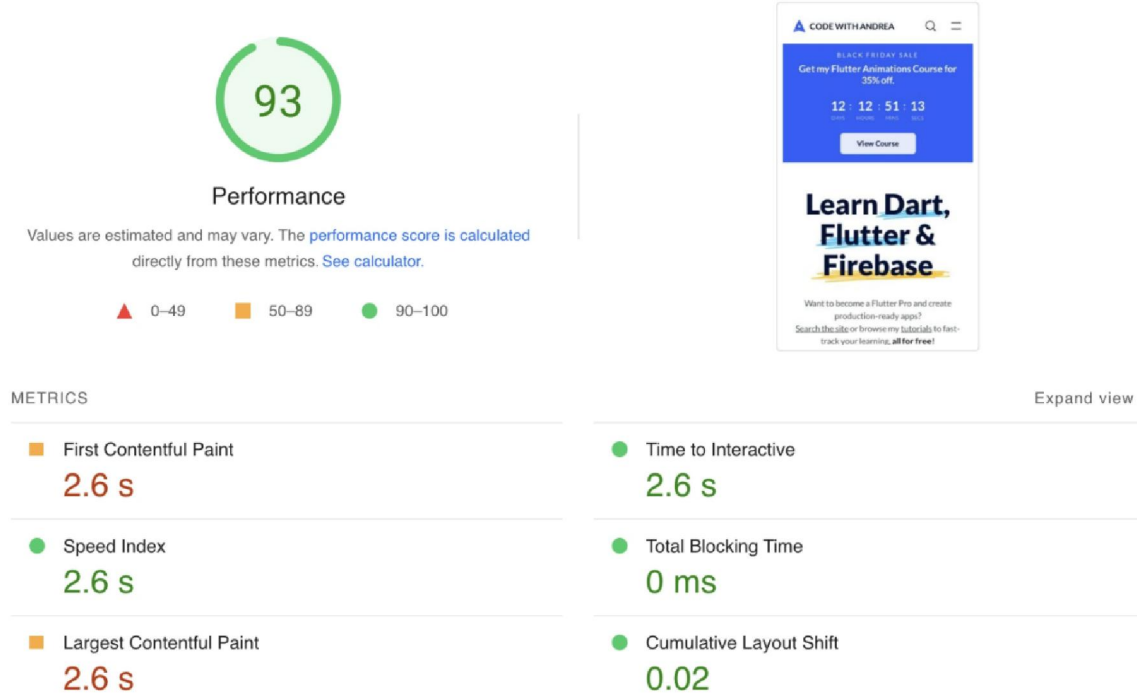 93
Performance
Values are estimated and may vary. The performance score is calculated
directly from these metrics. See calculator.
0–49
50–89
90–100
CODE WITH ANDREA
BLACK FRIDAY SALE
Get my Flutter Animations Course for
35% off.
12 : 12 : 51 : 13
DAYS HOURS MINS SECS
View Course
Learn Dart,
Flutter &
Firebase
Want to become a Flutter Pro and create
production-ready apps?
Search the site or browse my tutorials to fast-
track your learning, all for free!
METRICS
Expand view
First Contentful Paint
2.6 s
Time to Interactive
2.6 s
Speed Index
2.6 s
Total Blocking Time
0 ms
Largest Contentful Paint
2.6 s
Cumulative Layout Shift
0.02